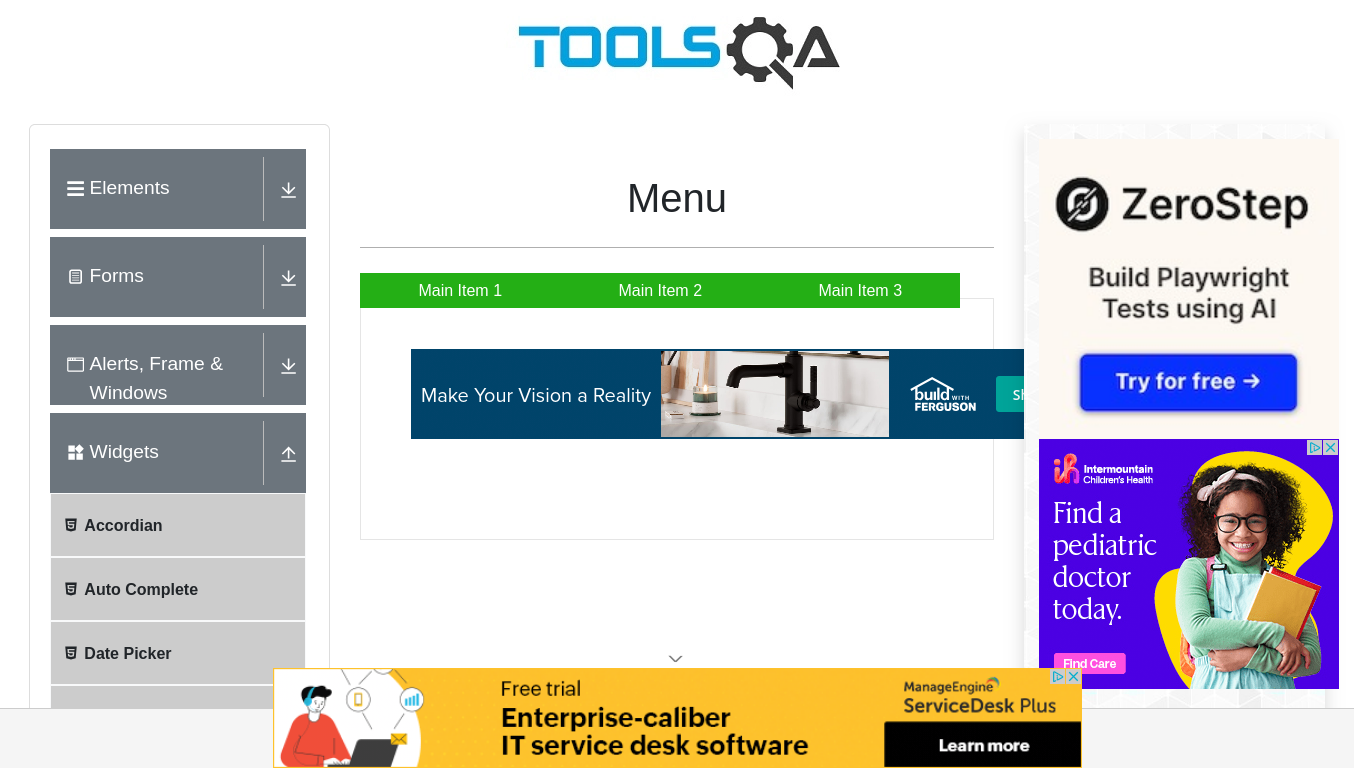 TOOLSQA
Elements
Forms
Alerts, Frame &
Windows
Widgets
Accordian
Auto Complete
Date Picker
Menu
Main Item 1
Main Item 2
Main Item 3
Make Your Vision a Reality
build WITH
FERGUSON
ZeroStep
Build Playwright
Tests using AI
Try for free →
Intermountain
Children's Health
Find a
pediatric
doctor
today.
Find Care
Free trial
Enterprise-caliber
IT service desk software
ManageEngine
ServiceDesk Plus
Learn more